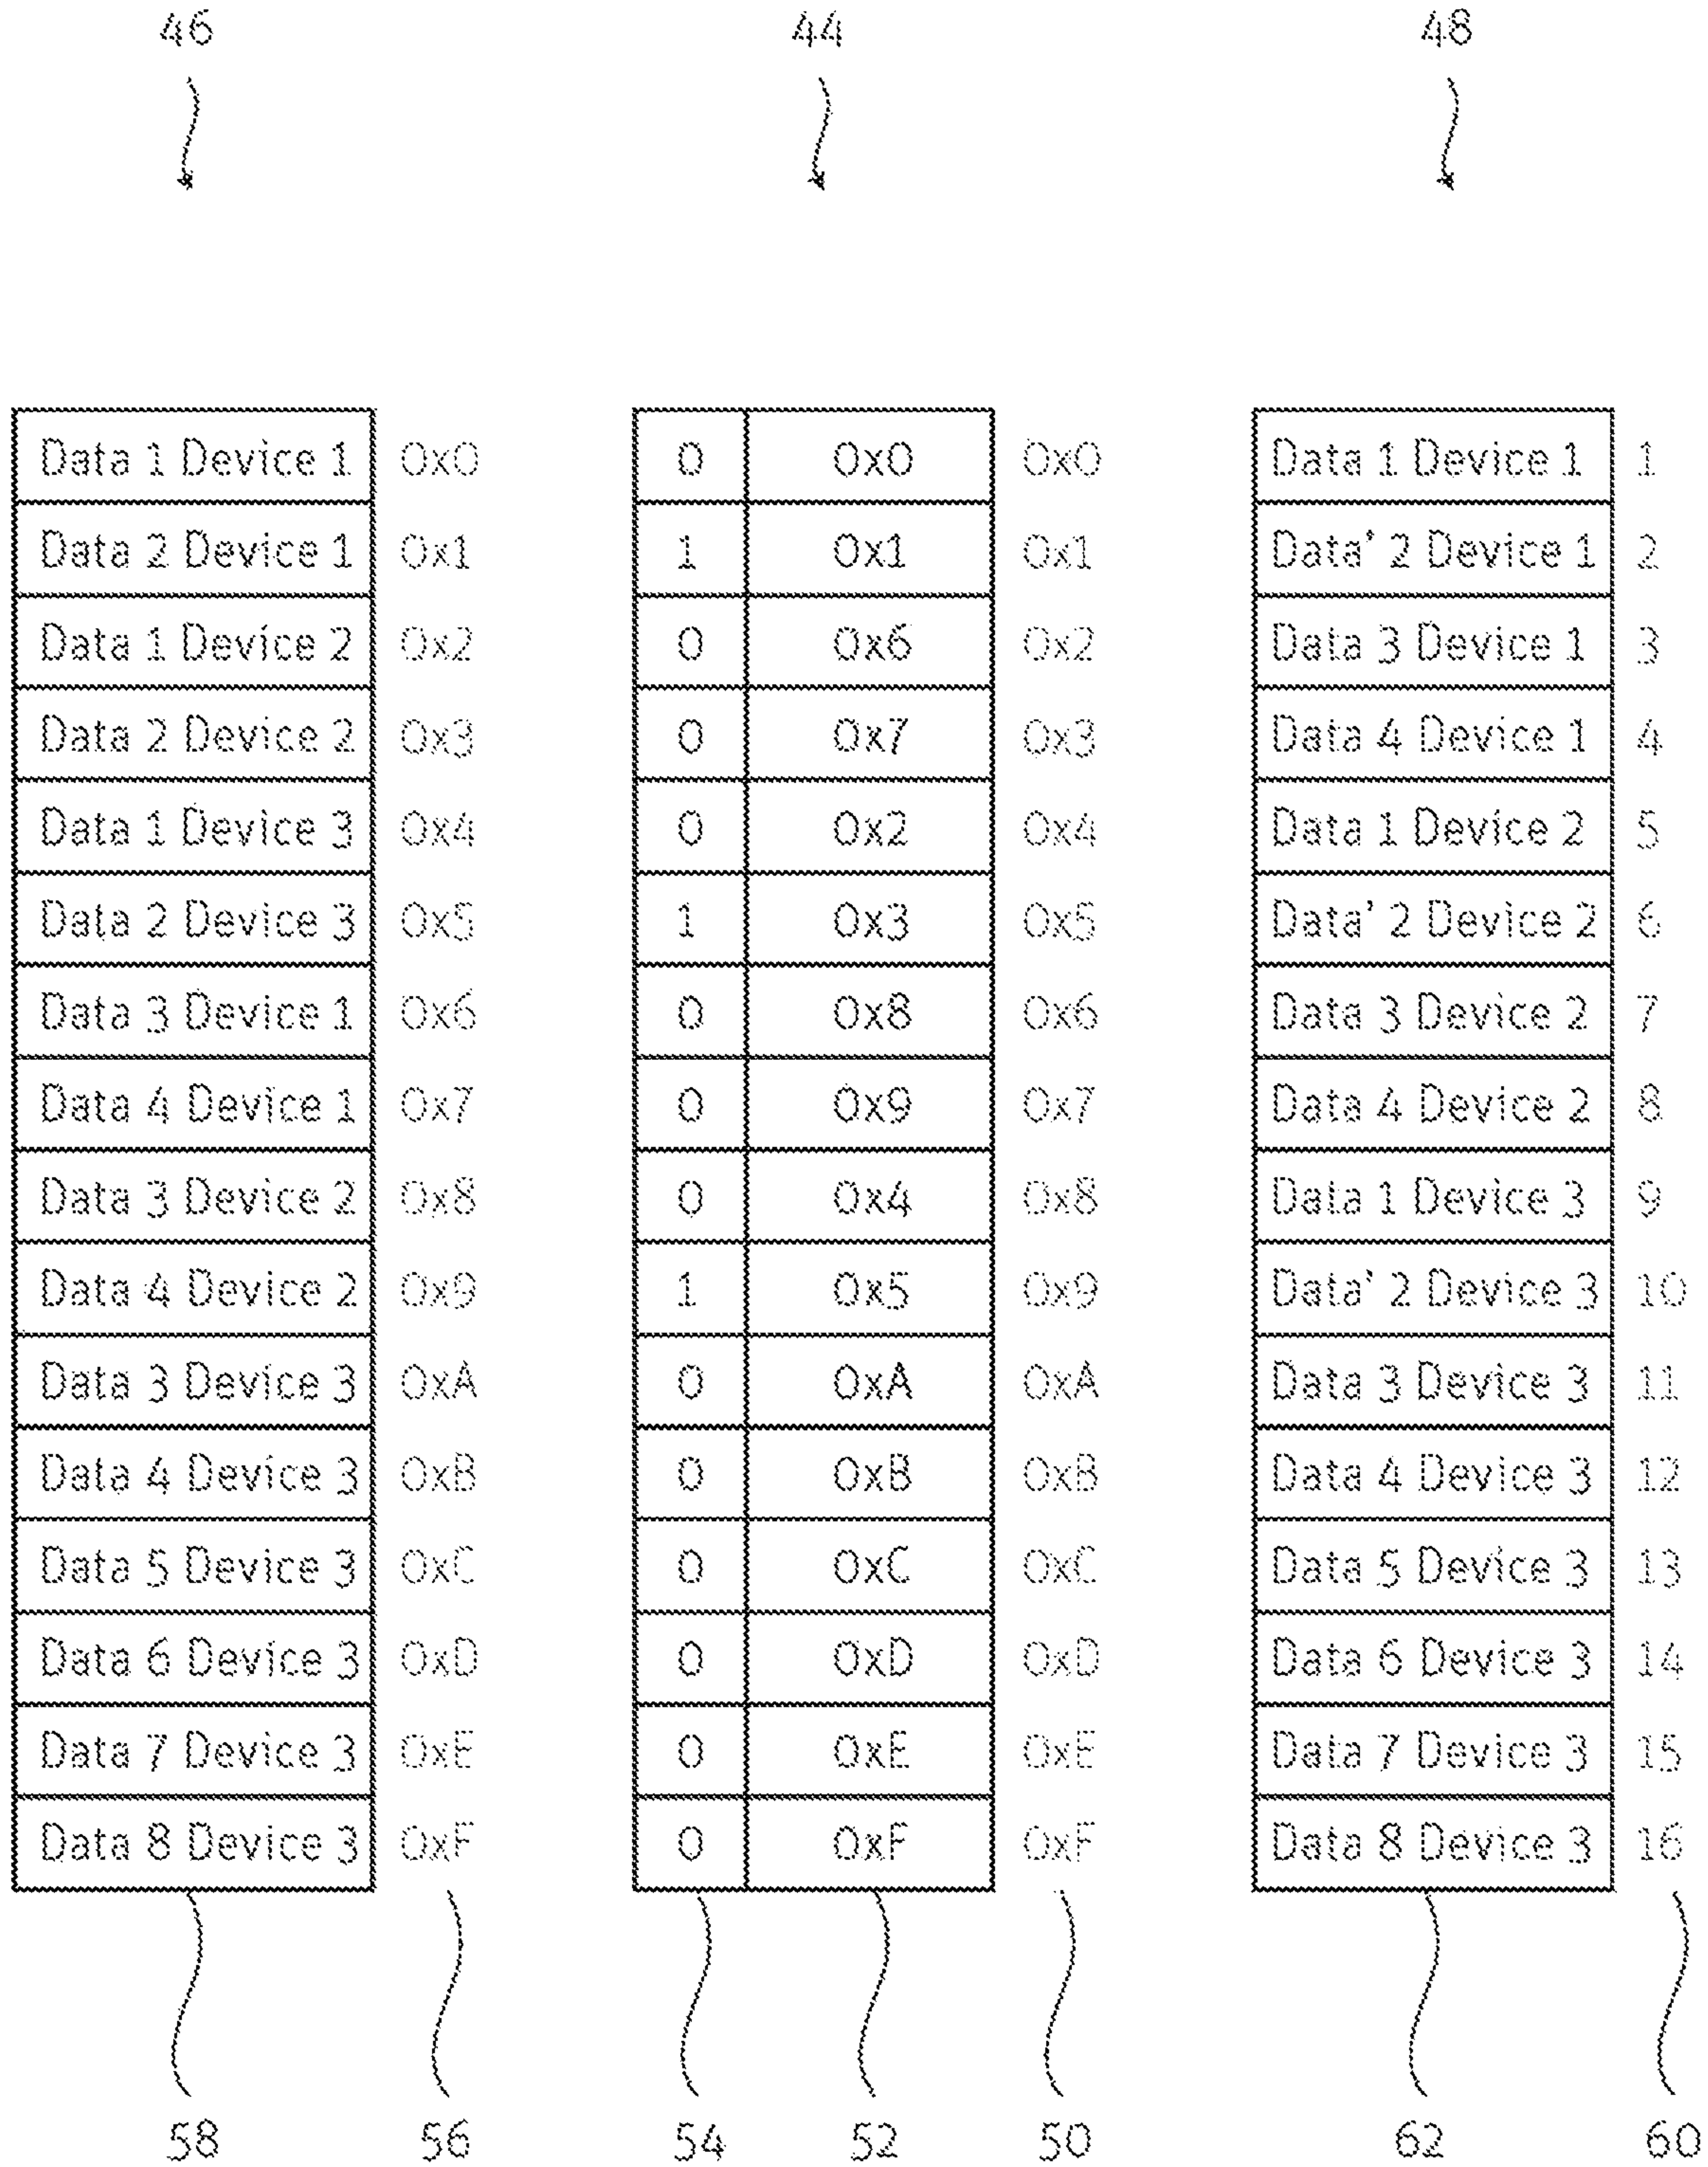 46 44 48
Data 1 Device 1 0x0 0 0x0 0x0 Data 1 Device 1 1
Data 2 Device 1 0x1 1 0x1 0x1 Data' 2 Device 1 2
Data 1 Device 2 0x2 0 0x6 0x2 Data 3 Device 1 3
Data 2 Device 2 0x3 0 0x7 0x3 Data 4 Device 1 4
Data 1 Device 3 0x4 0 0x2 0x4 Data 1 Device 2 5
Data 2 Device 3 0x5 1 0x3 0x5 Data' 2 Device 2 6
Data 3 Device 1 0x6 0 0x8 0x6 Data 3 Device 2 7
Data 4 Device 1 0x7 0 0x9 0x7 Data 4 Device 2 8
Data 3 Device 2 0x8 0 0x4 0x8 Data 1 Device 3 9
Data 4 Device 2 0x9 1 0x5 0x9 Data' 2 Device 3 10
Data 3 Device 3 0xA 0 0xA 0xA Data 3 Device 3 11
Data 4 Device 3 0xB 0 0xB 0xB Data 4 Device 3 12
Data 5 Device 3 0xC 0 0xC 0xC Data 5 Device 3 13
Data 6 Device 3 0xD 0 0xD 0xD Data 6 Device 3 14
Data 7 Device 3 0xE 0 0xE 0xE Data 7 Device 3 15
Data 8 Device 3 0xF 0 0xF 0xF Data 8 Device 3 16
58 56 54 52 50 62 60